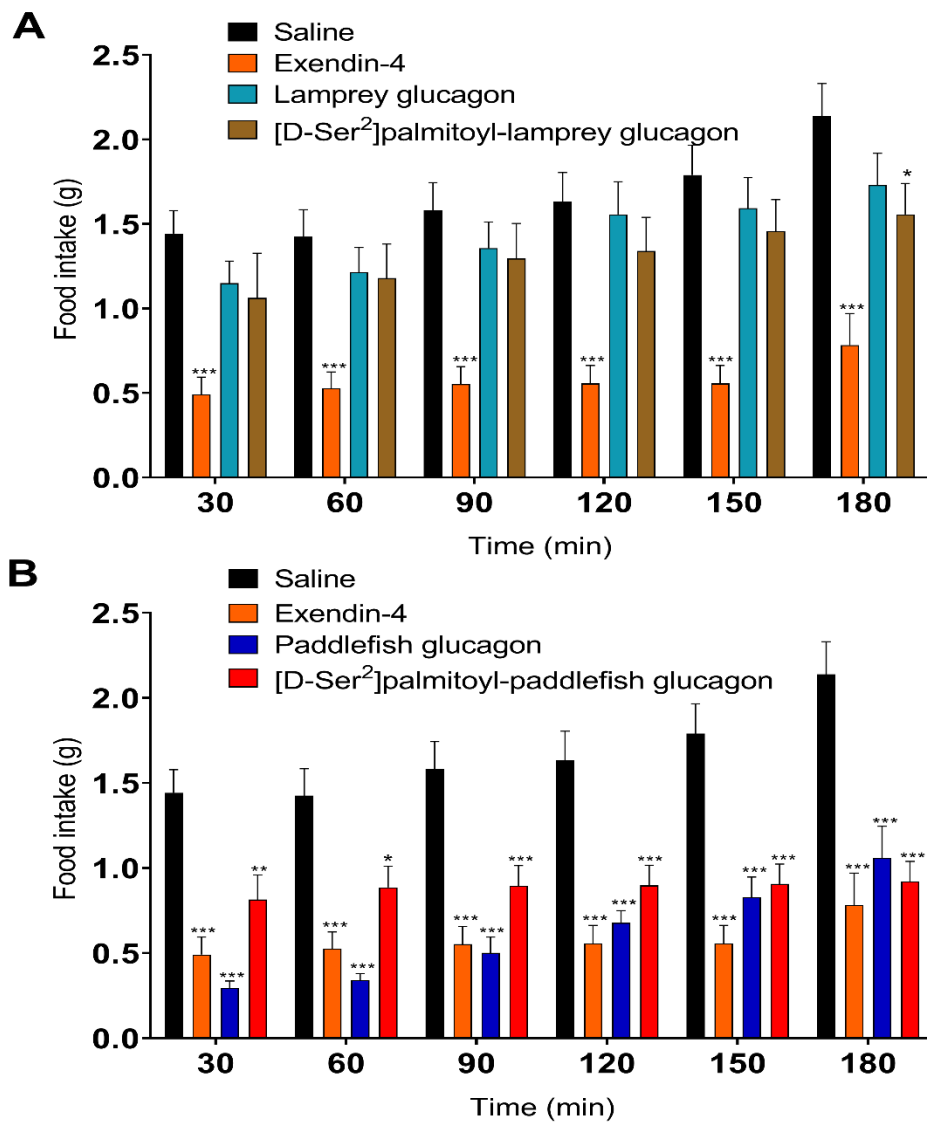 A
Saline
Exendin-4
Lamprey glucagon
[D-Ser²]palmitoyl-lamprey glucagon
Food intake (g)
2.5
2.0
1.5
1.0
0.5
0.0
*
*** *** *** *** *** ***
30 60 90 120 150 180
Time (min)
B
Saline
Exendin-4
Paddlefish glucagon
[D-Ser²]palmitoyl-paddlefish glucagon
Food intake (g)
2.5
2.0
1.5
1.0
0.5
0.0
*** *** ** *** *** * *** *** *** *** *** *** *** *** *** *** *** ***
30 60 90 120 150 180
Time (min)